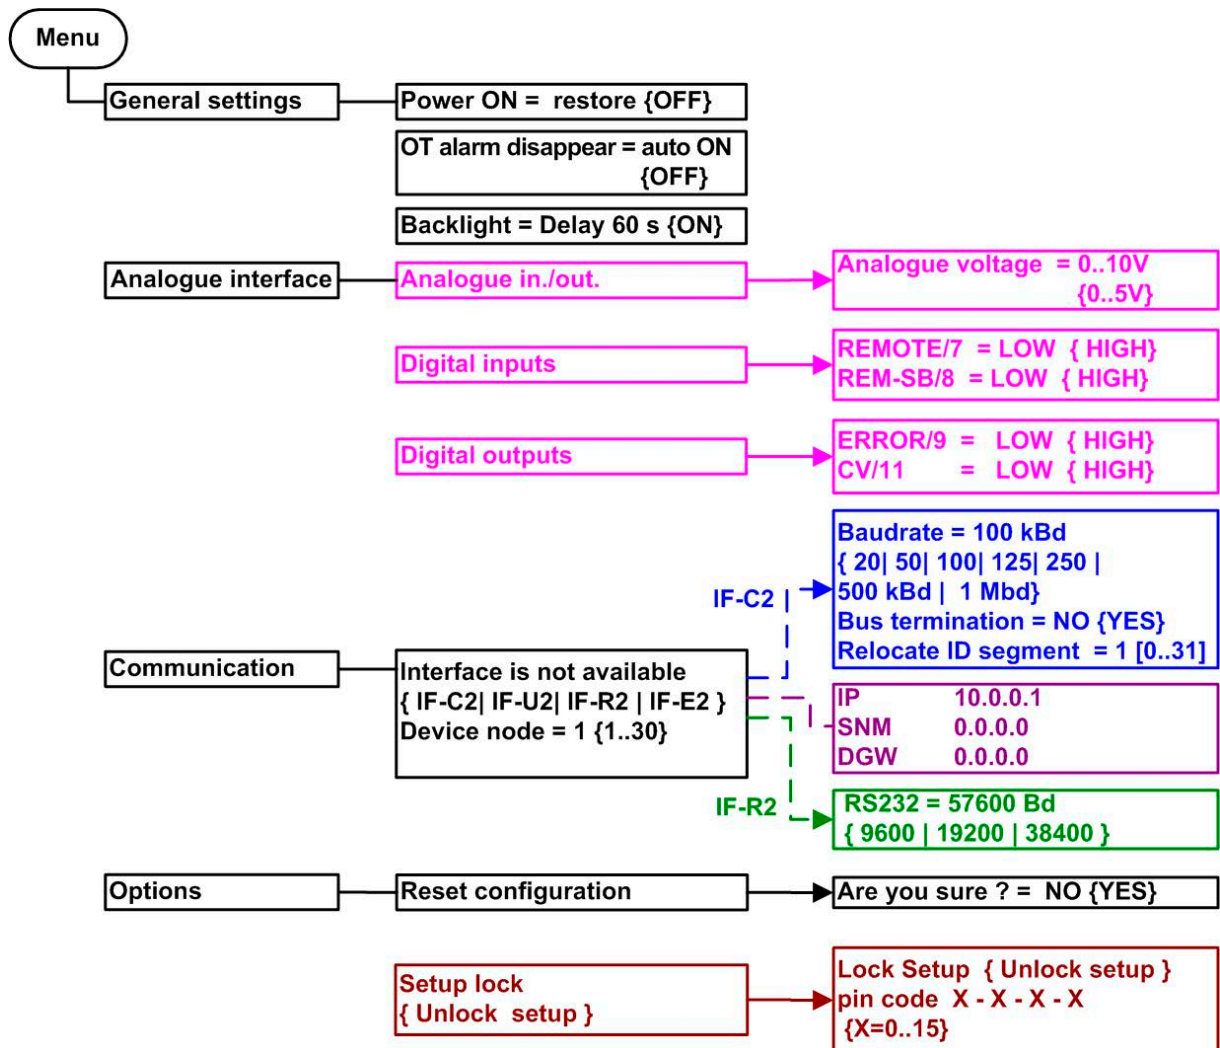 Menu
General settings
Power ON = restore {OFF}
OT alarm disappear = auto ON
{OFF}
Backlight = Delay 60 s {ON}
Analogue interface
Analogue in./out.
Analogue voltage = 0..10V
{0..5V}
Digital inputs
REMOTE/7 = LOW { HIGH}
REM-SB/8 = LOW { HIGH}
Digital outputs
ERROR/9 = LOW { HIGH}
CV/11 = LOW { HIGH}
Communication
Interface is not available
{ IF-C2| IF-U2| IF-R2 | IF-E2 }
Device node = 1 {1..30}
IF-C2
Baudrate = 100 kBd
{ 20| 50| 100| 125| 250 |
500 kBd | 1 Mbd}
Bus termination = NO {YES}
Relocate ID segment = 1 [0..31]
IP 10.0.0.1
SNM 0.0.0.0
DGW 0.0.0.0
IF-R2
RS232 = 57600 Bd
{ 9600 | 19200 | 38400 }
Options
Reset configuration
Are you sure ? = NO {YES}
Setup lock
{ Unlock setup }
Lock Setup { Unlock setup }
pin code X - X - X - X
{X=0..15}